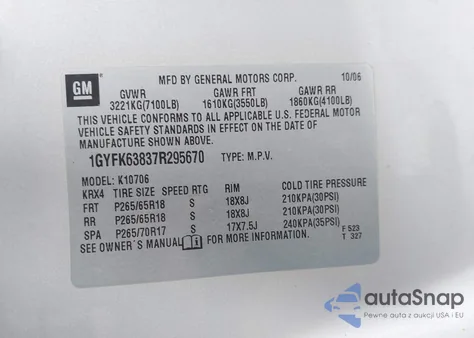 GM
MFD BY GENERAL MOTORS CORP. 10/06
GVWR GAWR FRT GAWR RR
3221KG(7100LB) 1610KG(3550LB) 1860KG(4100LB)
THIS VEHICLE CONFORMS TO ALL APPLICABLE U.S. FEDERAL MOTOR
VEHICLE SAFETY STANDARDS IN EFFECT ON THE DATE OF
MANUFACTURE SHOWN ABOVE.
1GYFK63837R295670 TYPE: M.P.V.
MODEL: K10706
KRX4 TIRE SIZE SPEED RTG RIM COLD TIRE PRESSURE
FRT P265/65R18 S 18X8J 210KPA(30PSI)
RR P265/65R18 S 18X8J 210KPA(30PSI)
SPA P265/70R17 S 17X7.5J 240KPA(35PSI)
SEE OWNER'S MANUAL FOR MORE INFORMATION. F 523
T 327
autoSnap
Pewne auta z aukcji USA i EU